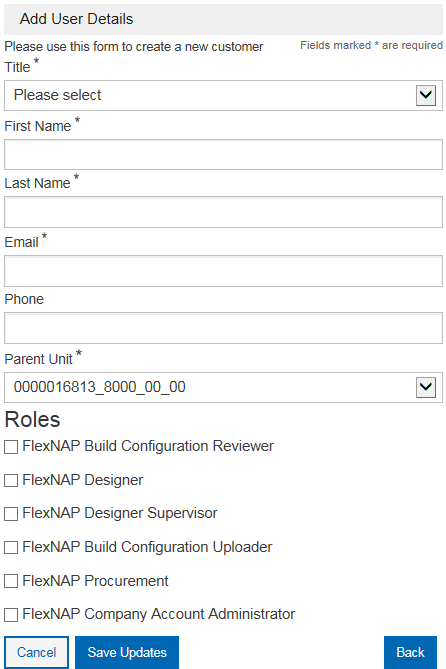 Add User Details
Please use this form to create a new customer
Fields marked * are required
Title *
Please select
First Name *
Last Name *
Email *
Phone
Parent Unit *
0000016813_8000_00_00
Roles
FlexNAP Build Configuration Reviewer
FlexNAP Designer
FlexNAP Designer Supervisor
FlexNAP Build Configuration Uploader
FlexNAP Procurement
FlexNAP Company Account Administrator
Cancel Save Updates Back